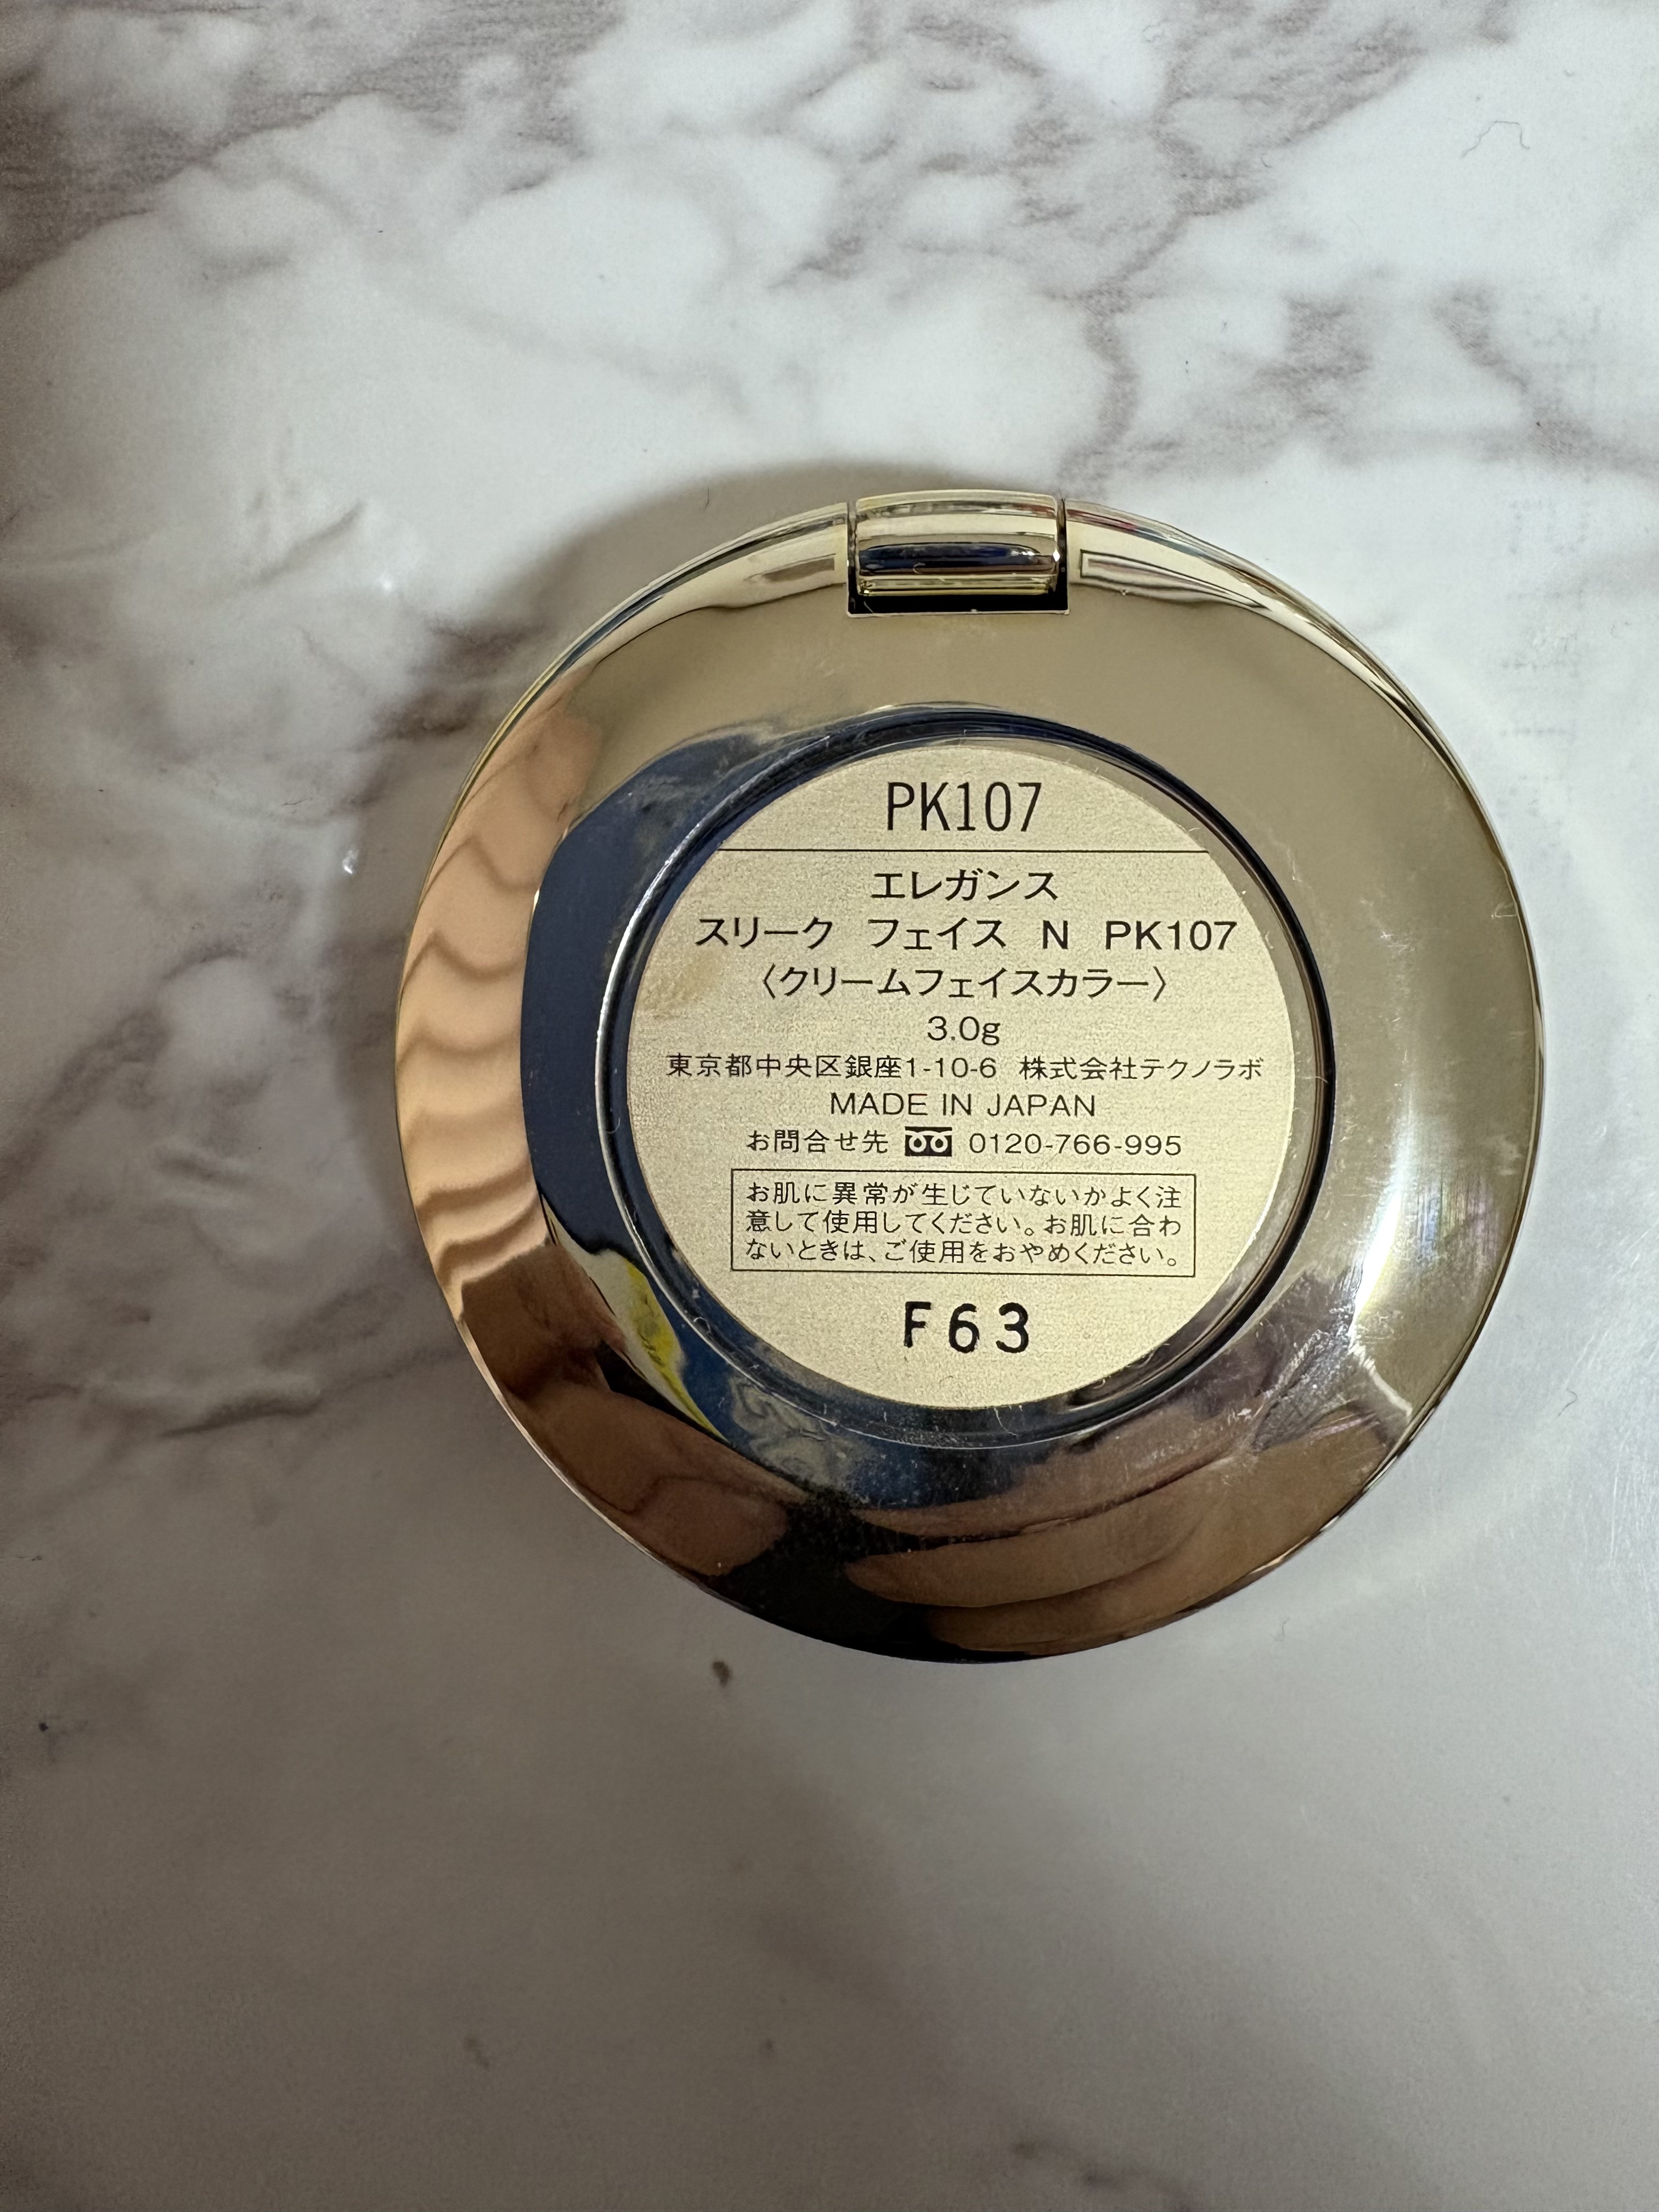 PK107
エレガンス
スリーク フェイス N PK107
〈クリームフェイスカラー〉
3.0g
東京都中央区銀座1-10-6 株式会社テクノラボ
MADE IN JAPAN
お問合せ先 0120-766-995
お肌に異常が生じていないかよく注
意して使用してください。お肌に合わ
ないときは、ご使用をおやめください。
F63